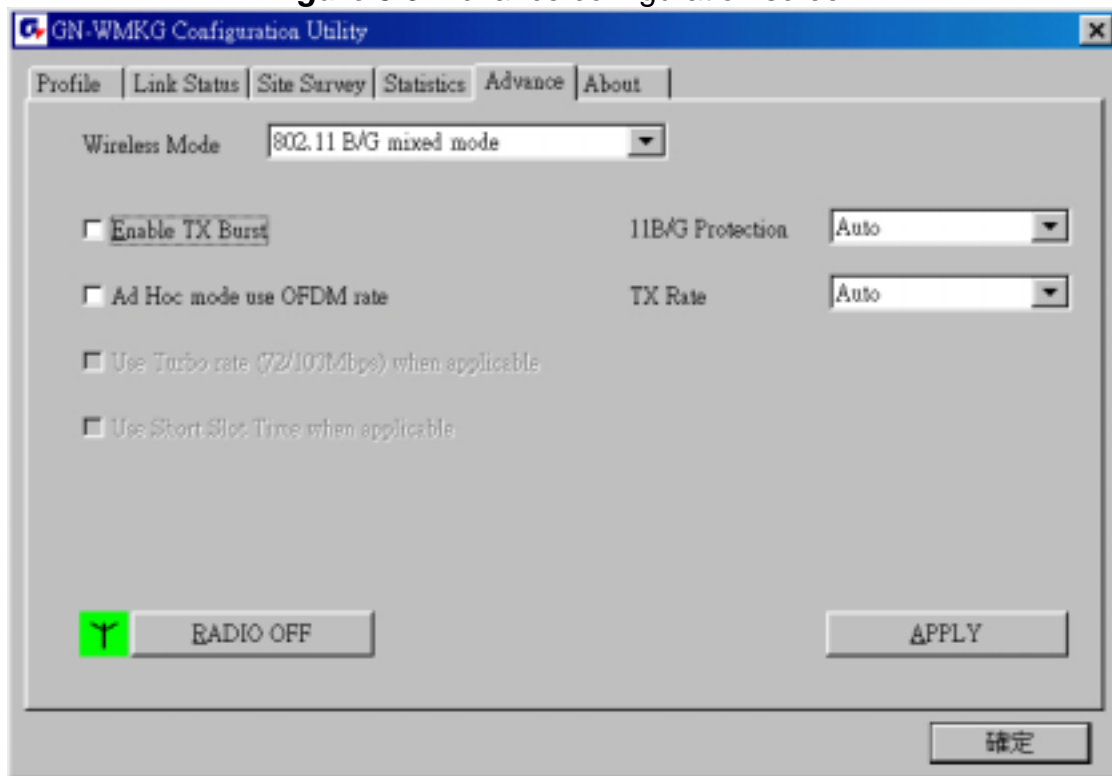 GN-WMKG Configuration Utility
Profile Link Status Site Survey Statistics Advance About
Wireless Mode 802.11 B/G mixed mode
Enable TX Burst 11B/G Protection Auto
Ad Hoc mode use OFDM rate TX Rate Auto
Use Turbo rate (72/100Mbps) when applicable
Use Short Slot Time when applicable
RADIO OFF APPLY
確定